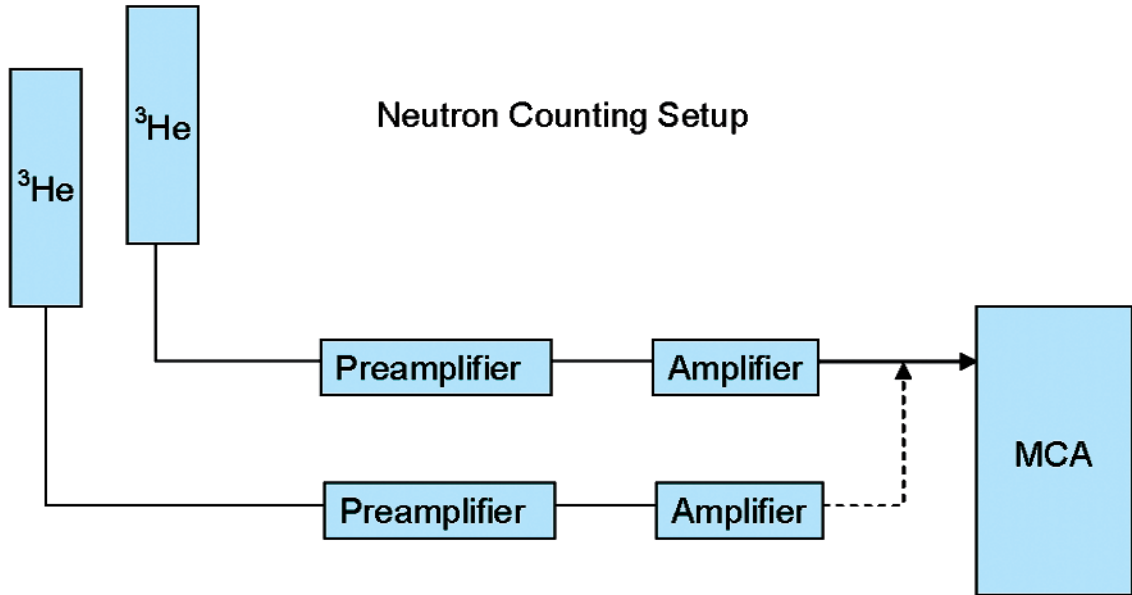 ³He
Neutron Counting Setup
³He
Preamplifier
Amplifier
MCA
Preamplifier
Amplifier